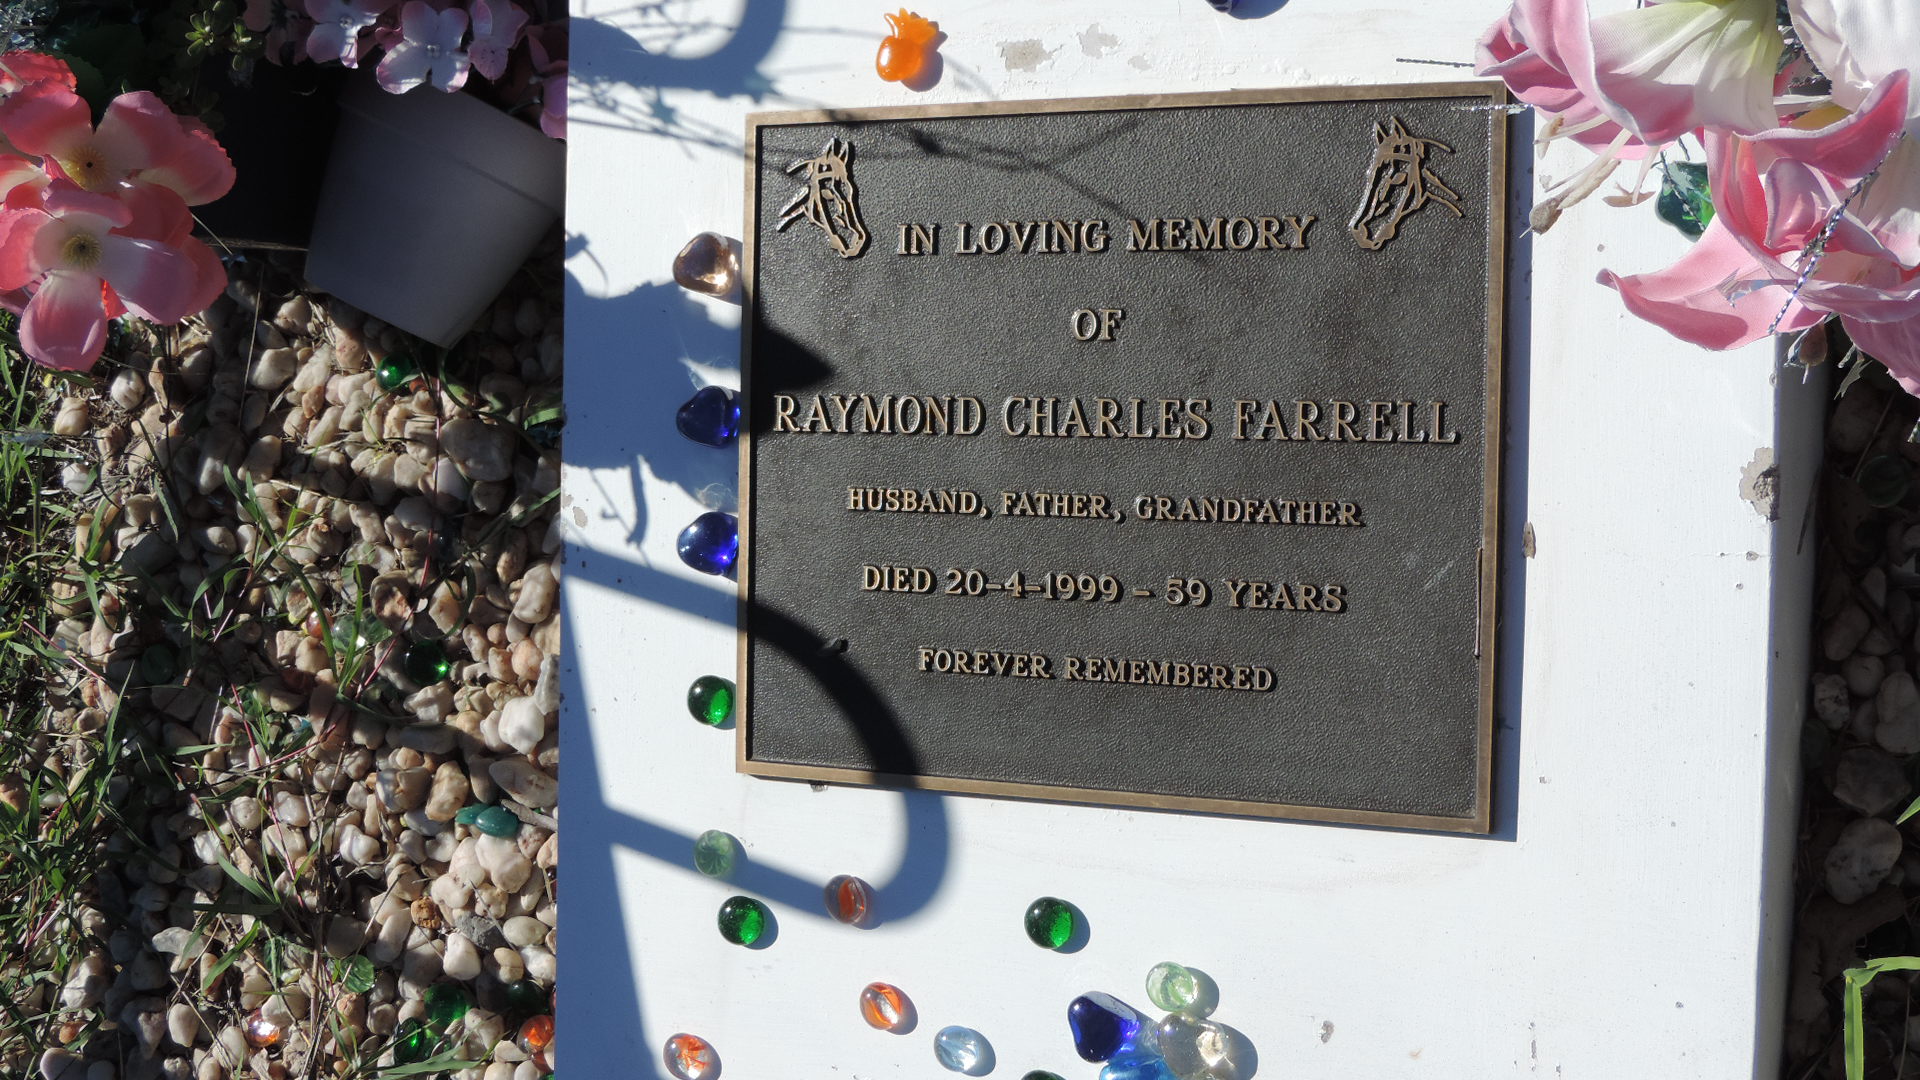 IN LOVING MEMORY
OF
RAYMOND CHARLES FARRELL
HUSBAND, FATHER, GRANDFATHER
DIED 20-4-1999 - 59 YEARS
FOREVER REMEMBERED